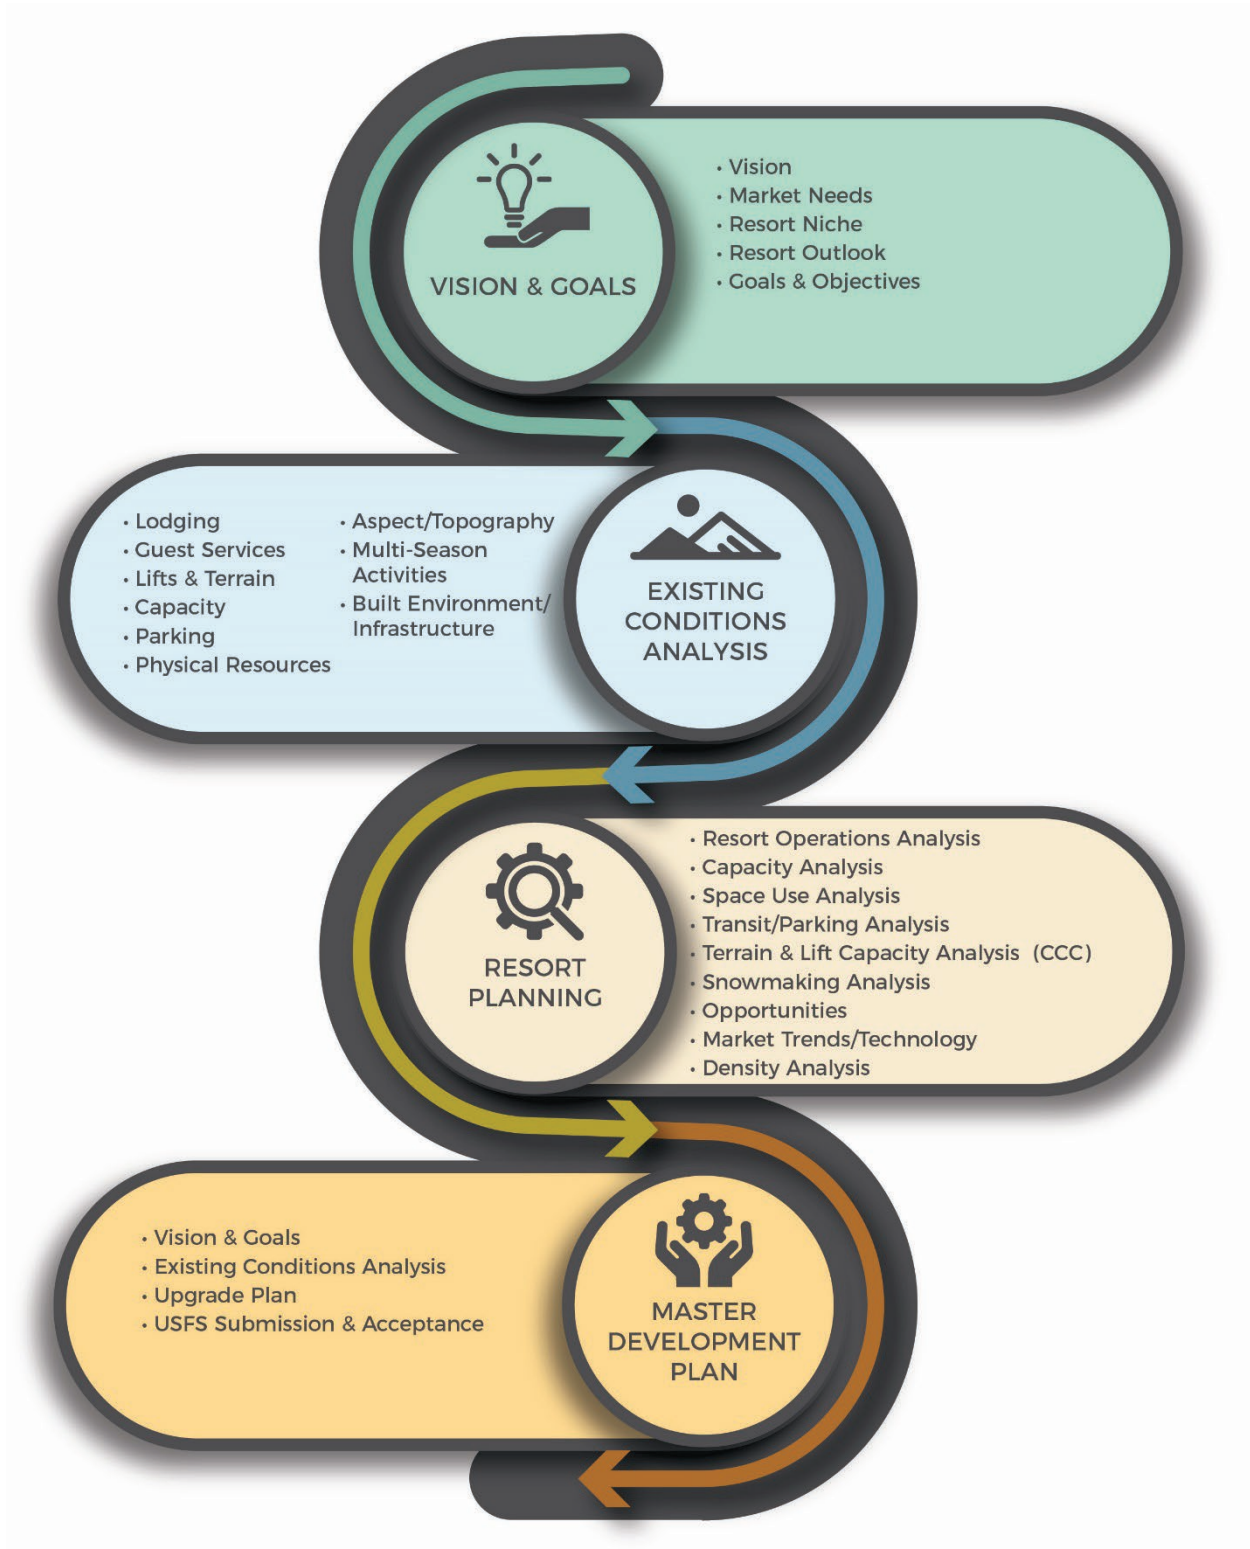 VISION & GOALS
• Vision
• Market Needs
• Resort Niche
• Resort Outlook
• Goals & Objectives
• Lodging
• Guest Services
• Lifts & Terrain
• Capacity
• Parking
• Physical Resources
• Aspect/Topography
• Multi-Season
Activities
• Built Environment/
Infrastructure
EXISTING
CONDITIONS
ANALYSIS
RESORT
PLANNING
• Resort Operations Analysis
• Capacity Analysis
• Space Use Analysis
• Transit/Parking Analysis
• Terrain & Lift Capacity Analysis (CCC)
• Snowmaking Analysis
• Opportunities
• Market Trends/Technology
• Density Analysis
• Vision & Goals
• Existing Conditions Analysis
• Upgrade Plan
• USFS Submission & Acceptance
MASTER
DEVELOPMENT
PLAN